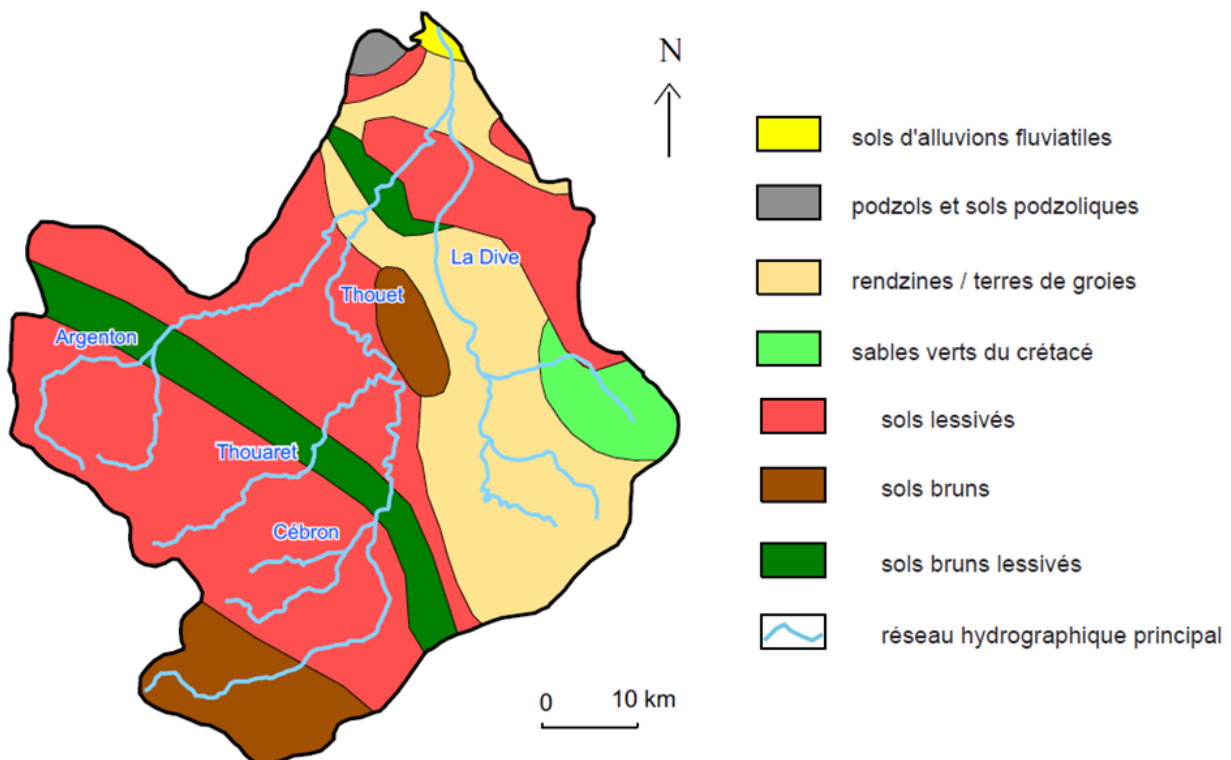 N
La Dive
Thouet
Argenton
Thouaret
Cébron
0 10 km
sols d'alluvions fluviatiles
podzols et sols podzoliques
rendzines / terres de groies
sables verts du crétacé
sols lessivés
sols bruns
sols bruns lessivés
réseau hydrographique principal